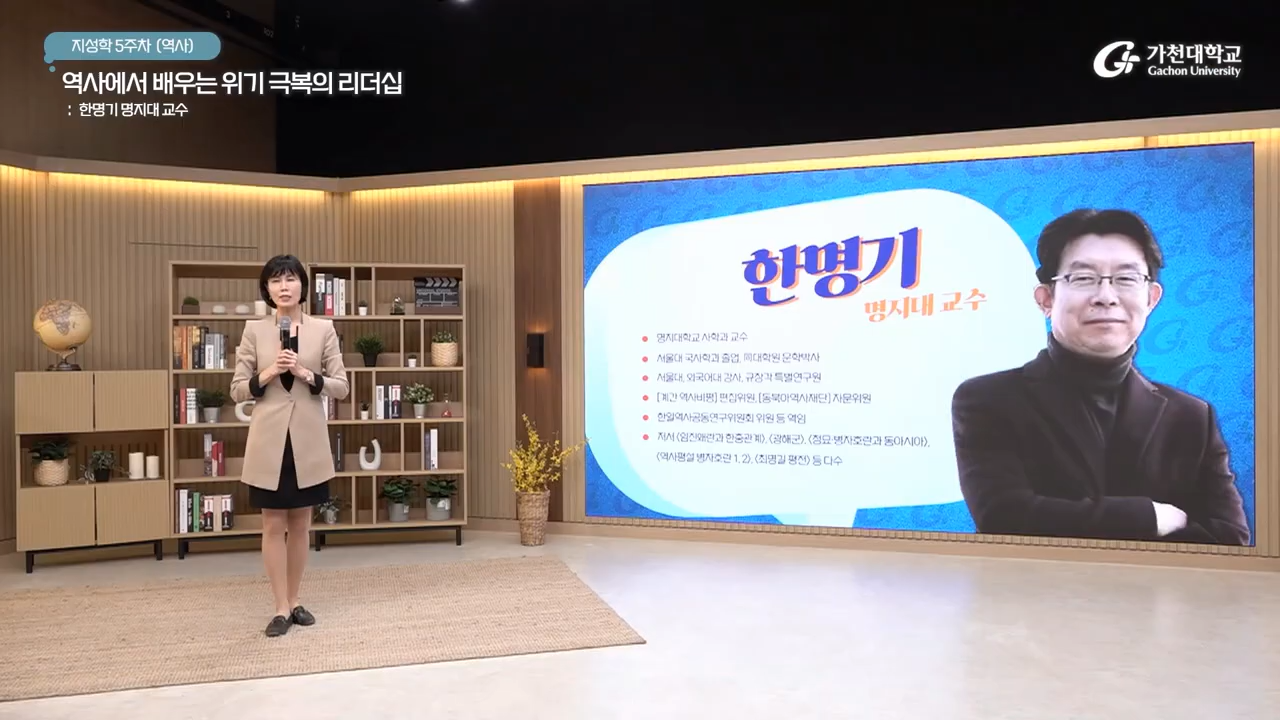 지성학 5주차 (역사)
역사에서 배우는 위기 극복의 리더십
: 한명기 명지대 교수
가천대학교
Gachon University
한명기
명지대 교수
명지대학교 사학과 교수
서울대 국사학과 졸업, 同대학원 문학박사
서울대, 외국어대 강사, 규장각 특별연구원
[계간 역사비평] 편집위원, [동북아역사재단] 자문위원
한일역사공동연구위원회 위원 등 역임
저서 <임진왜란과 한중관계>, <광해군>, <정묘·병자호란과 동아시아>,
<역사평설 병자호란 1, 2>, <최명길 평전> 등 다수